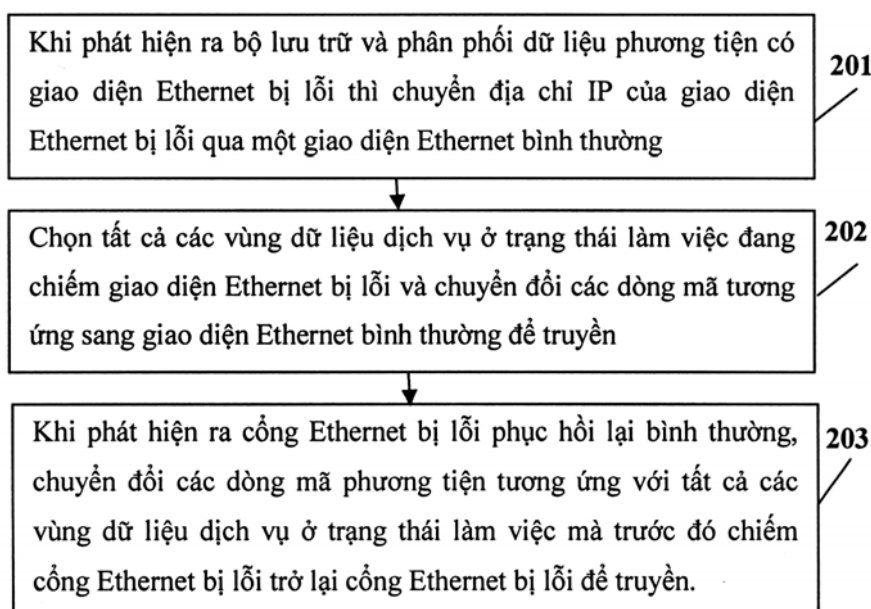 Khi phát hiện ra bộ lưu trữ và phân phối dữ liệu phương tiện có
giao diện Ethernet bị lỗi thì chuyển địa chỉ IP của giao diện
Ethernet bị lỗi qua một giao diện Ethernet bình thường
201
Chọn tất cả các vùng dữ liệu dịch vụ ở trạng thái làm việc đang
chiếm giao diện Ethernet bị lỗi và chuyển đổi các dòng mã tương
ứng sang giao diện Ethernet bình thường để truyền
202
Khi phát hiện ra cổng Ethernet bị lỗi phục hồi lại bình thường,
chuyển đổi các dòng mã phương tiện tương ứng với tất cả các
vùng dữ liệu dịch vụ ở trạng thái làm việc mà trước đó chiếm
cổng Ethernet bị lỗi trở lại cổng Ethernet bị lỗi để truyền.
203